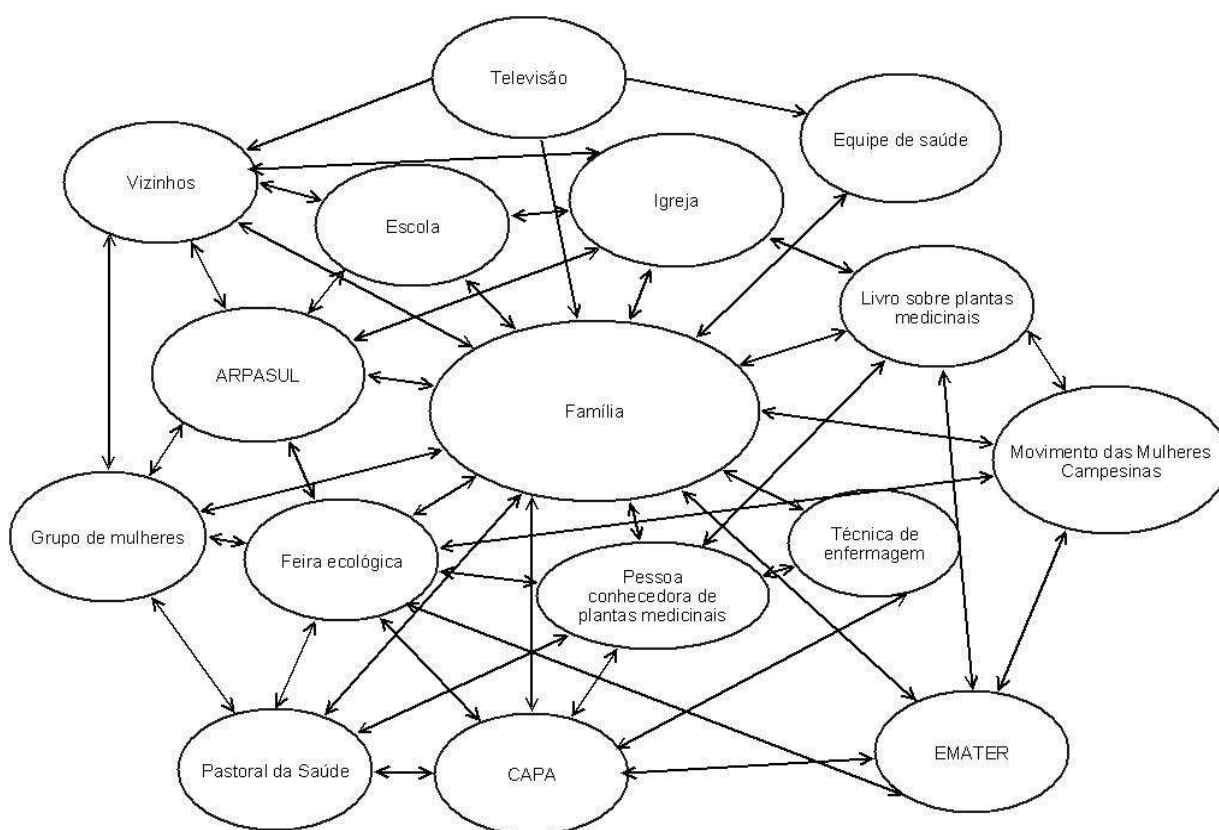 Televisão
Equipe de saúde
Vizinhos
Igreja
Escola
Livro sobre plantas
medicinais
ARPASUL
Família
Movimento das Mulheres
Campesinas
Grupo de mulheres
Feira ecológica
Técnica de
enfermagem
Pessoa
conhecedora de
plantas medicinais
Pastoral da Saúde
CAPA
EMATER